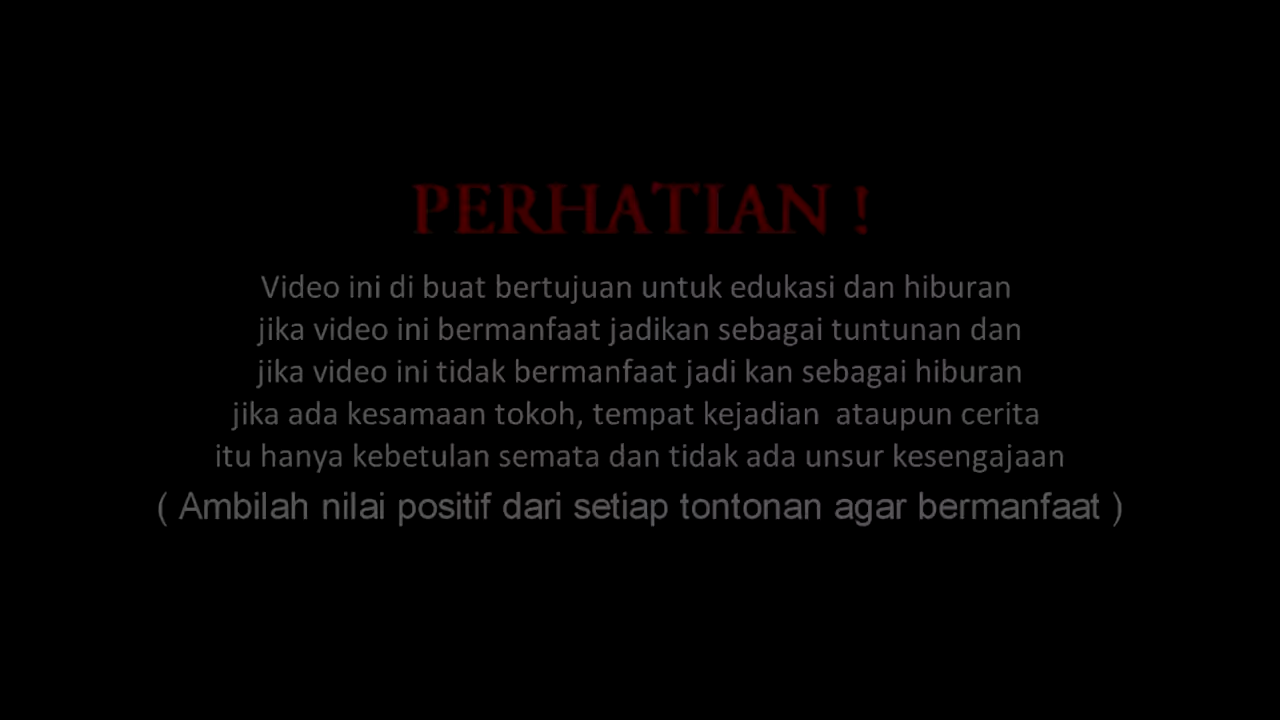 PERHATIAN !
Video ini di buat bertujuan untuk edukasi dan hiburan
jika video ini bermanfaat jadikan sebagai tuntunan dan
jika video ini tidak bermanfaat jadi kan sebagai hiburan
jika ada kesamaan tokoh, tempat kejadian  ataupun cerita
itu hanya kebetulan semata dan tidak ada unsur kesengajaan
( Ambilah nilai positif dari setiap tontonan agar bermanfaat )